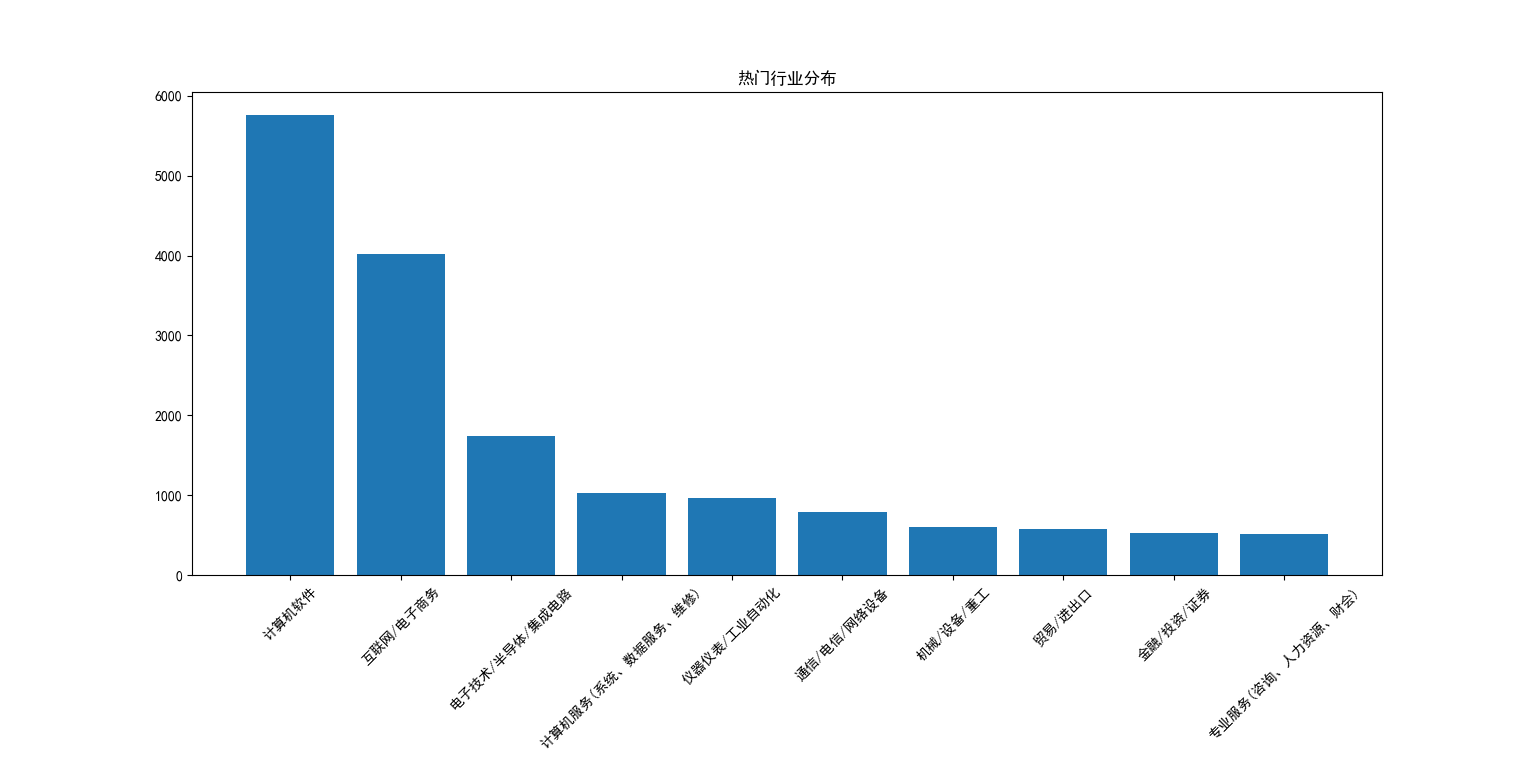 热门行业分布
6000
5000
4000
3000
2000
1000
0
计算机软件
互联网/电子商务
电子技术/半导体/集成电路
计算机服务(系统、数据服务、维修)
仪器仪表/工业自动化
通信/电信/网络设备
机械/设备/重工
贸易/进出口
金融/投资/证券
专业服务(咨询、人力资源、财会)